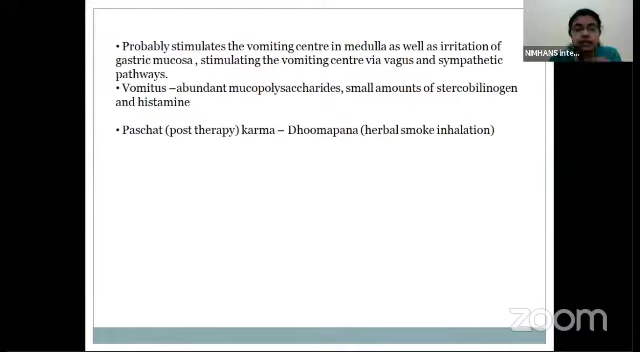 • Probably stimulates the vomiting centre in medulla as well as irritation of
gastric mucosa , stimulating the vomiting centre via vagus and sympathetic
pathways.
• Vomitus –abundant mucopolysaccharides, small amounts of stercobilinogen
and histamine
• Paschat (post therapy) karma – Dhoomapana (herbal smoke inhalation)
NIMHANS inte...
zoom